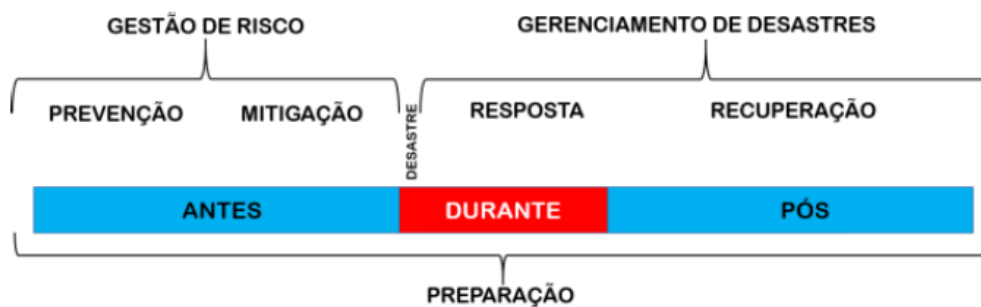 GESTÃO DE RISCO
GERENCIAMENTO DE DESASTRES
PREVENÇÃO
MITIGAÇÃO
DESASTRE
RESPOSTA
RECUPERAÇÃO
ANTES
DURANTE
PÓS
PREPARAÇÃO